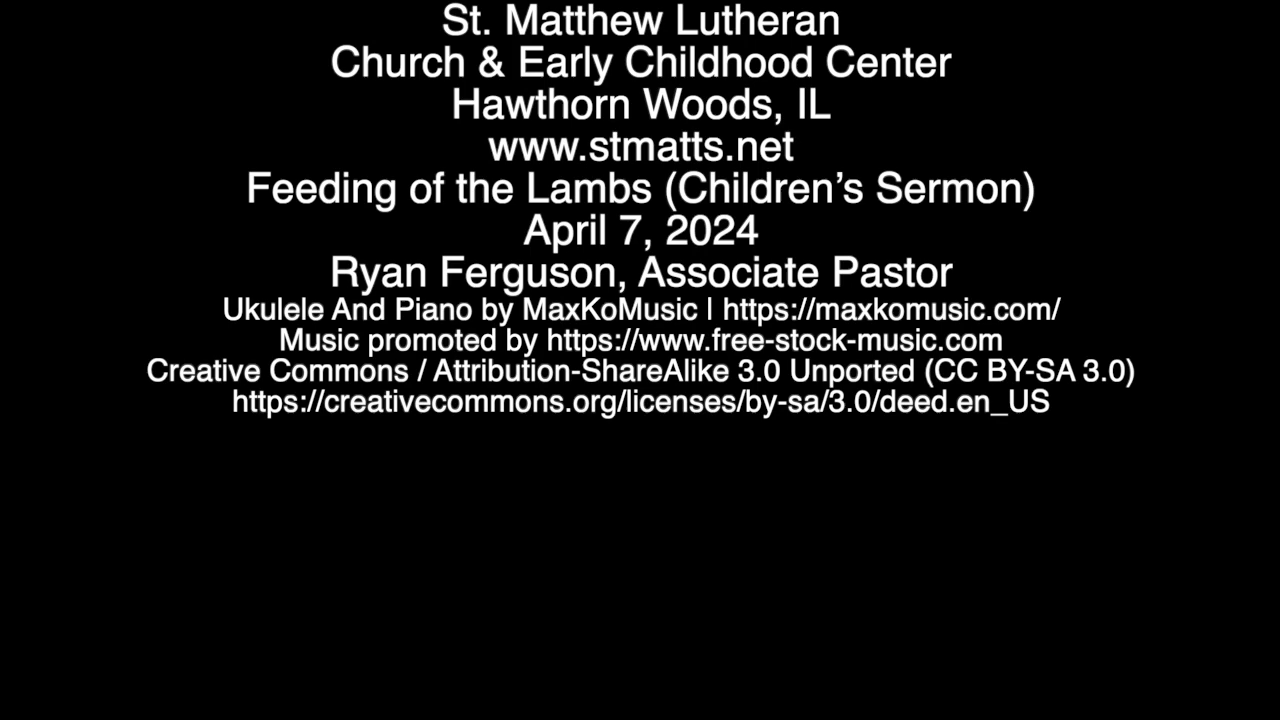 St. Matthew Lutheran
Church & Early Childhood Center
Hawthorn Woods, IL
www.stmatts.net
Feeding of the Lambs (Children’s Sermon)
April 7, 2024
Ryan Ferguson, Associate Pastor
Ukulele And Piano by MaxKoMusic | https://maxkomusic.com/
Music promoted by https://www.free-stock-music.com
Creative Commons / Attribution-ShareAlike 3.0 Unported (CC BY-SA 3.0)
https://creativecommons.org/licenses/by-sa/3.0/deed.en_US